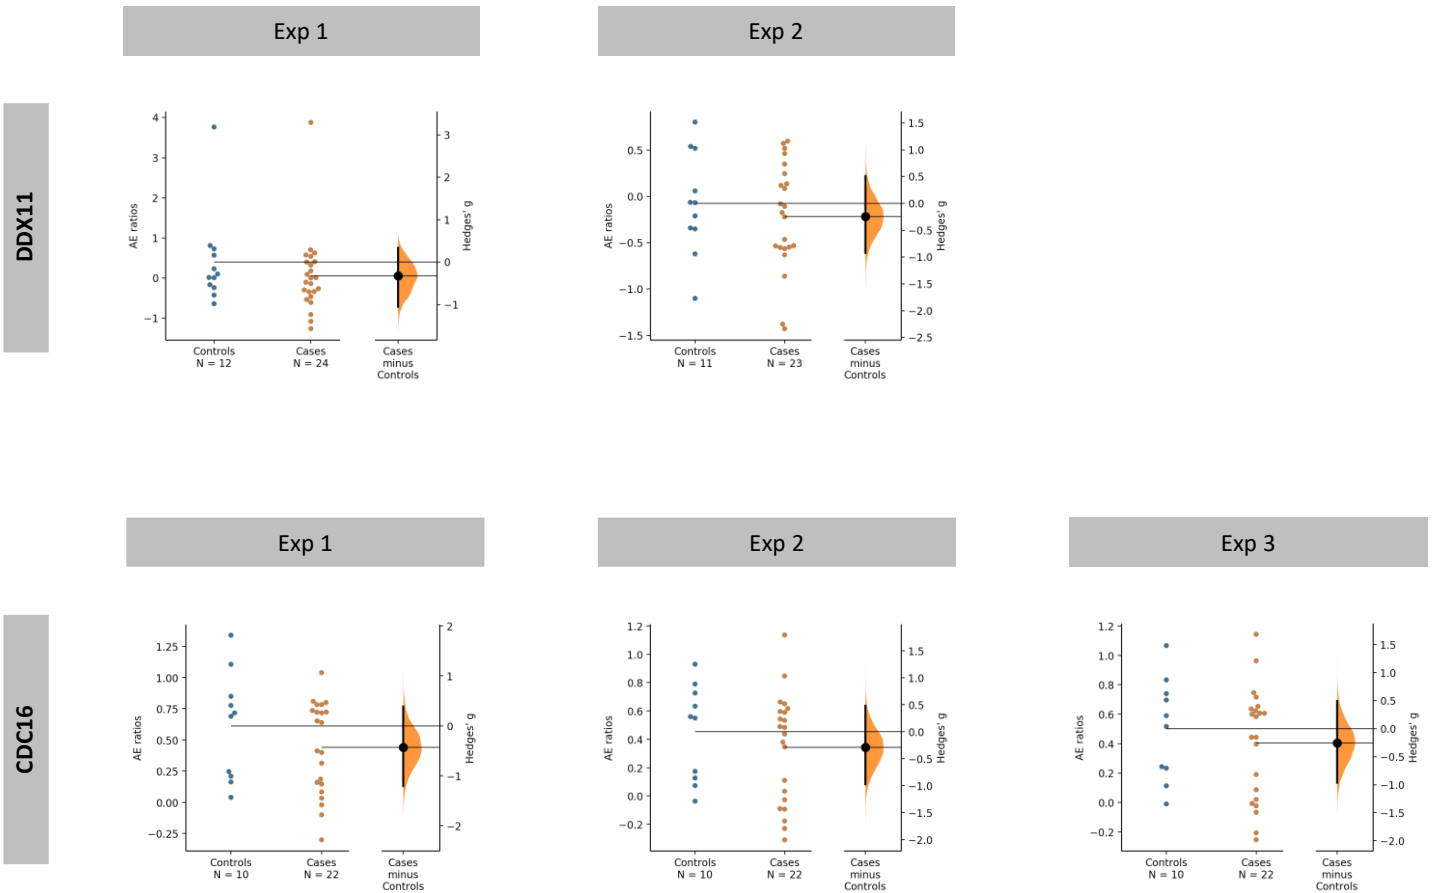 Exp 1
Exp 2
DDX11
4
3
2
1
0
−1
AE ratios
3
2
1
0
−1
Hedges' g
Controls
N = 12
Cases
N = 24
Cases
minus
Controls
0.5
0.0
−0.5
−1.0
−1.5
AE ratios
1.5
1.0
0.5
0.0
−0.5
−1.0
−1.5
−2.0
−2.5
Hedges' g
Controls
N = 11
Cases
N = 23
Cases
minus
Controls
Exp 1
Exp 2
Exp 3
CDC16
1.25
1.00
0.75
0.50
0.25
0.00
−0.25
AE ratios
2
1
0
−1
−2
Hedges' g
Controls
N = 10
Cases
N = 22
Cases
minus
Controls
1.2
1.0
0.8
0.6
0.4
0.2
0.0
−0.2
AE ratios
1.5
1.0
0.5
0.0
−0.5
−1.0
−1.5
−2.0
Hedges' g
Controls
N = 10
Cases
N = 22
Cases
minus
Controls
1.2
1.0
0.8
0.6
0.4
0.2
0.0
−0.2
AE ratios
1.5
1.0
0.5
0.0
−0.5
−1.0
−1.5
−2.0
Hedges' g
Controls
N = 10
Cases
N = 22
Cases
minus
Controls